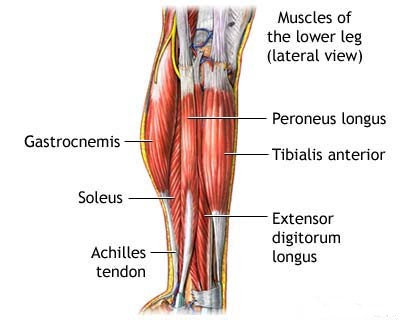 Muscles of
the lower leg
(lateral view)
Peroneus longus
Gastrocnemis
Tibialis anterior
Soleus
Extensor
digitorum
longus
Achilles
tendon